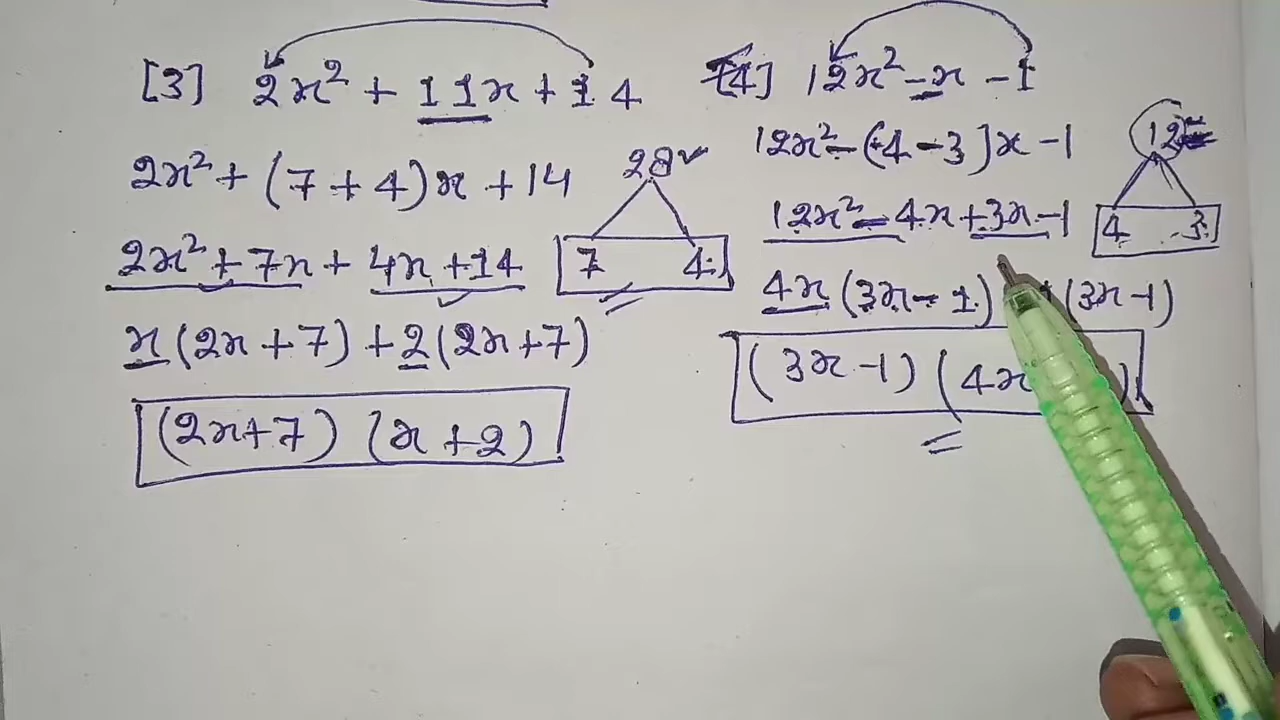 [3] 2x² + 11x + 14
2x² + (7 + 4)x + 14
28
2x² + 7x + 4x + 14
7 4
x(2x + 7) + 2(2x + 7)
(2x+7) (x + 2)
[4] 12x² - x - 1
12x² - (4 - 3)x - 1
12
12x² - 4x + 3x - 1
4 3
4x (3x - 1) (3x - 1)
(3x - 1) (4x )